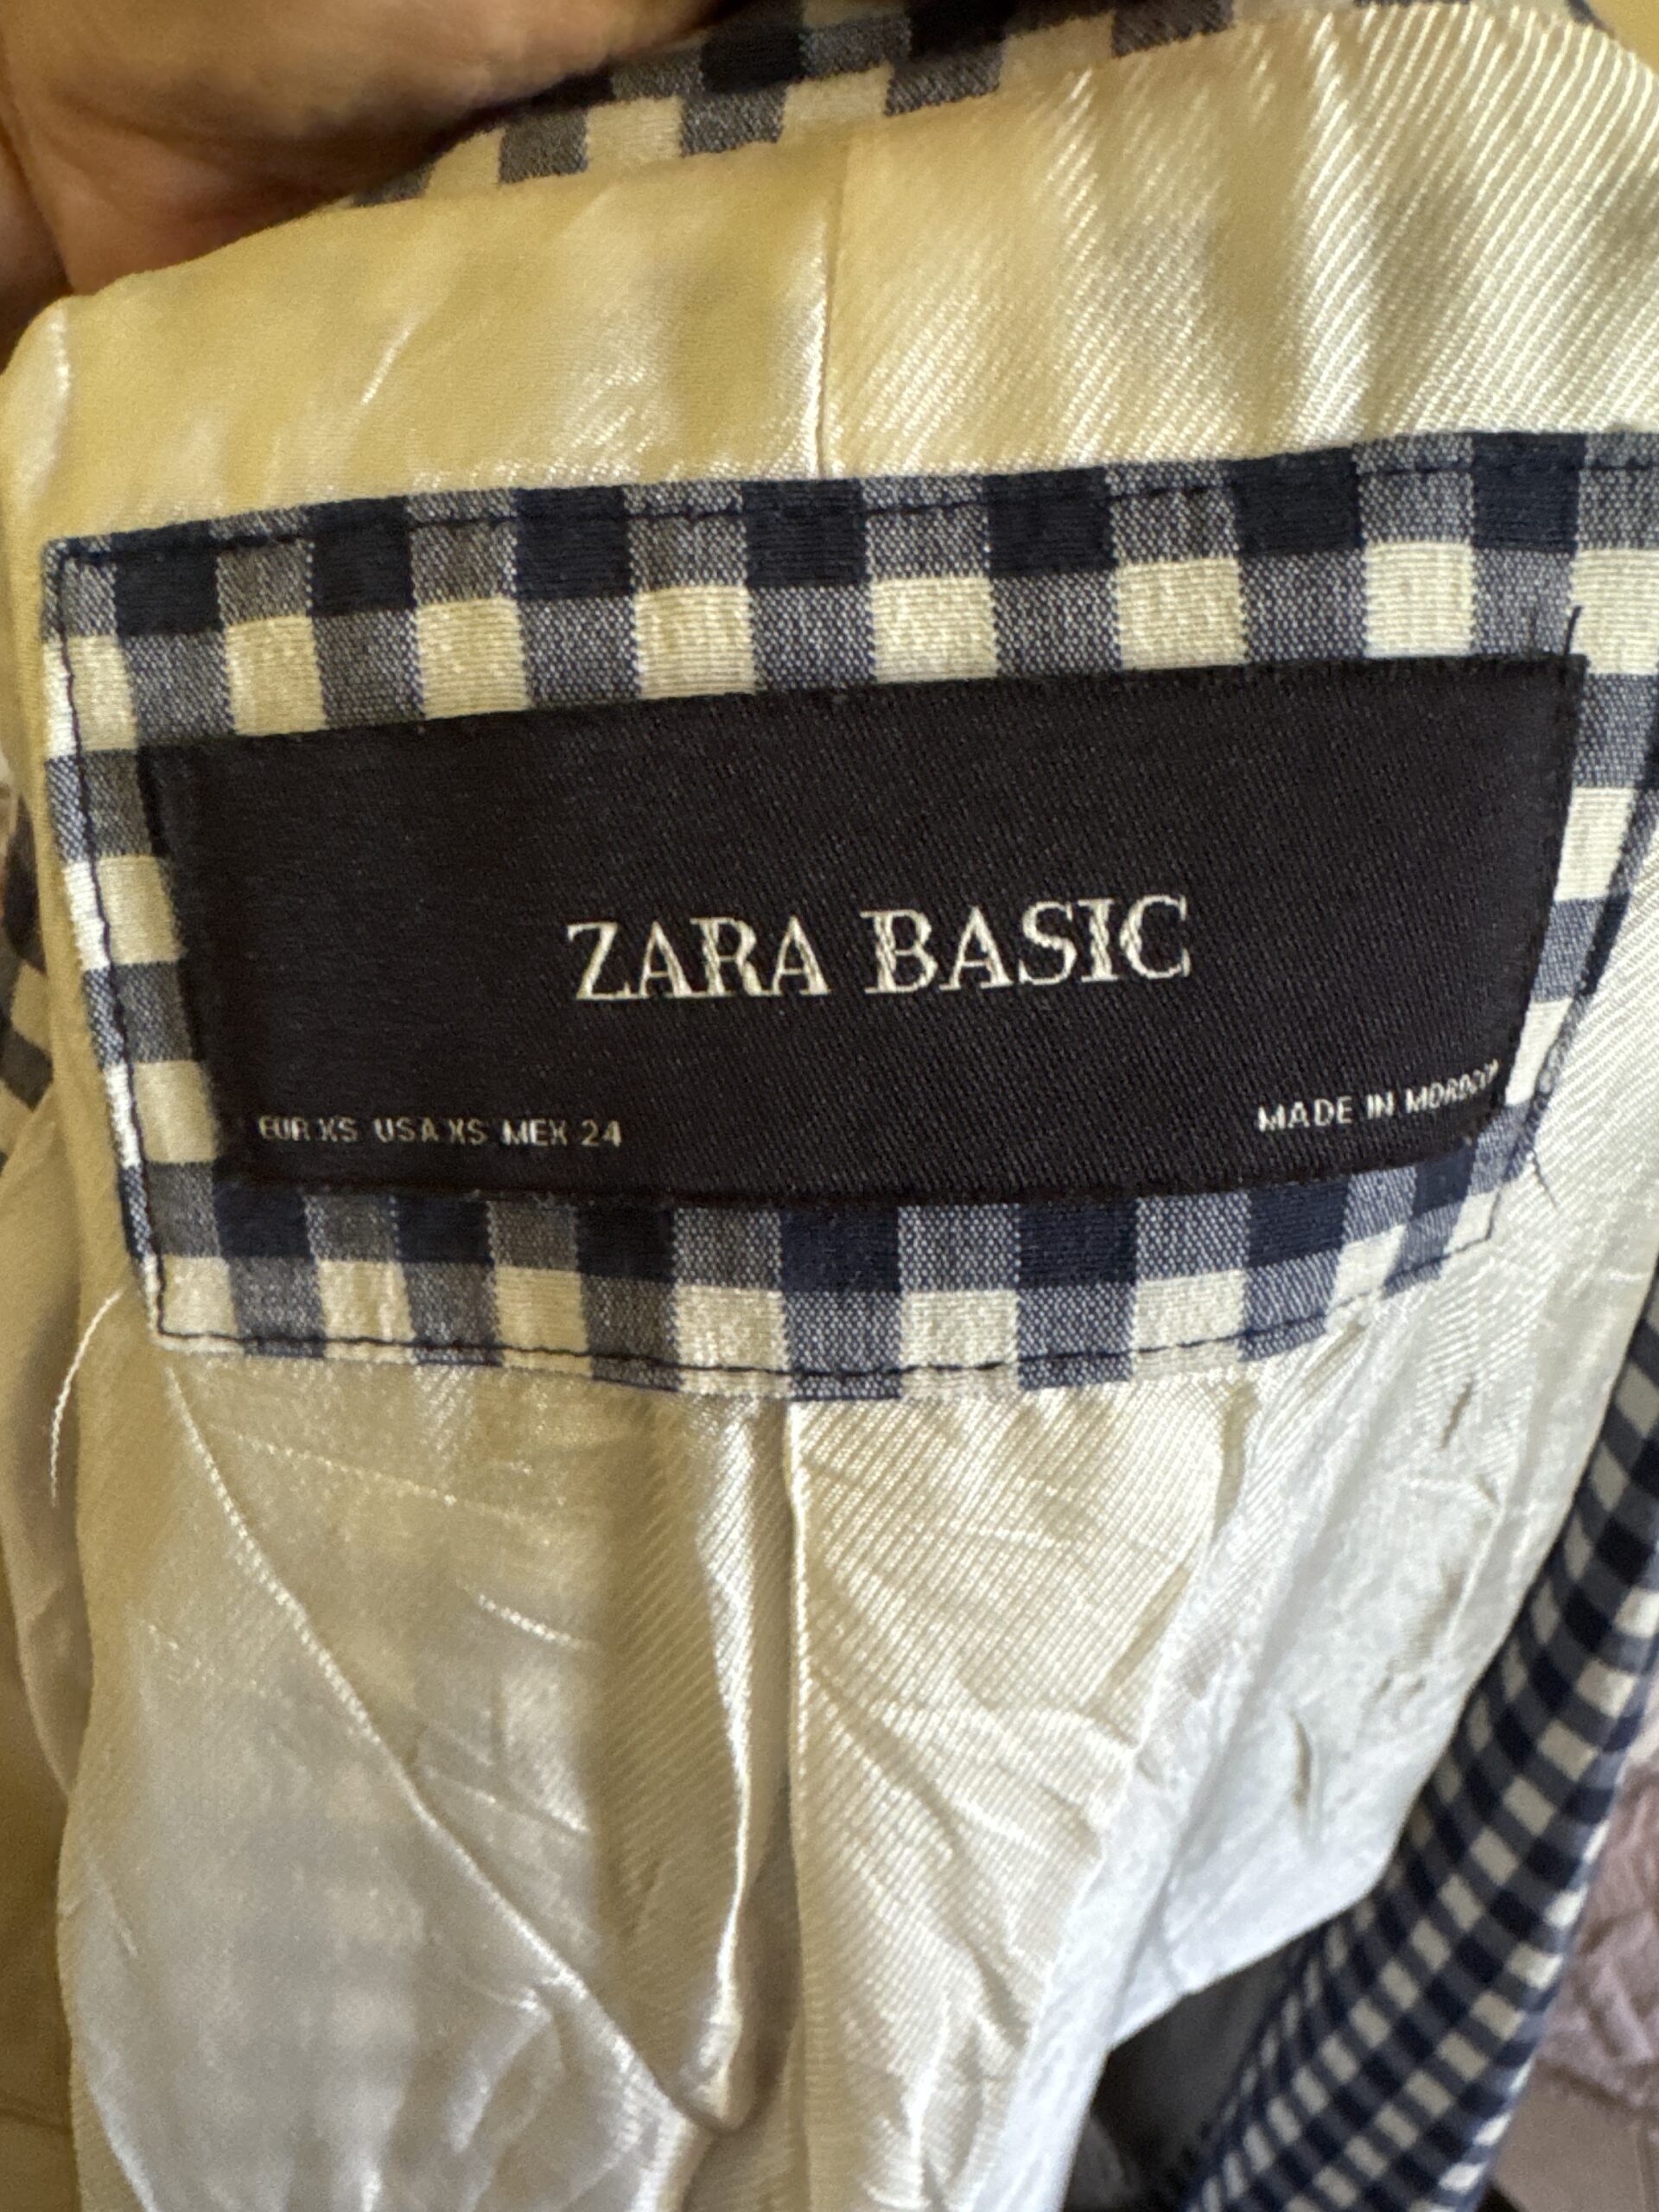 ZARA BASIC
EUR XS USA XS MEX 24
MADE IN MOROCCO